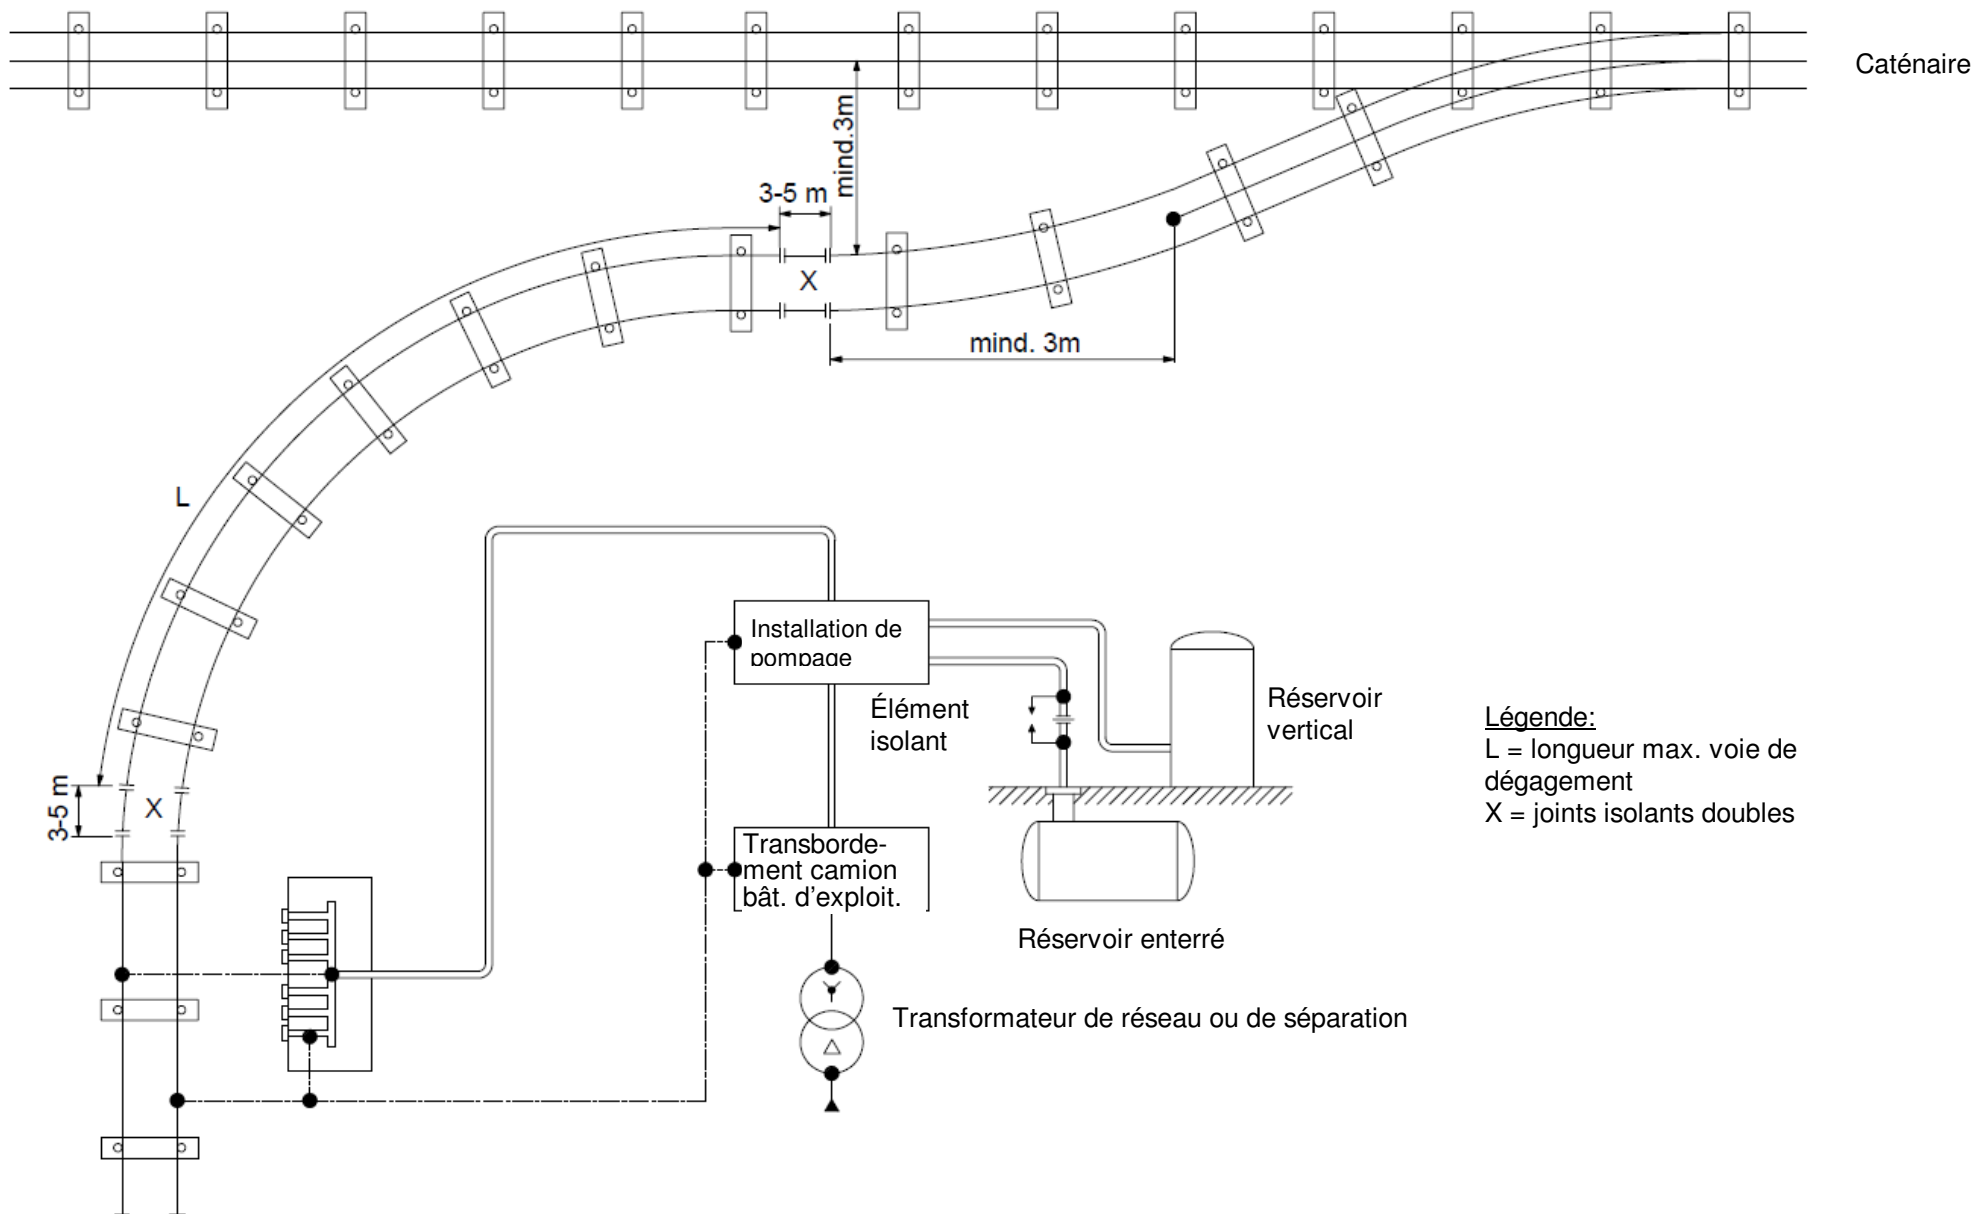 Caténaire
mind.3m
3-5 m
X
mind. 3m
L
Installation de
pompage
Élément
isolant
Réservoir
vertical
Légende:
L = longueur max. voie de
dégagement
X = joints isolants doubles
3-5 m
X
Transborde-
ment camion
bât. d'exploit.
Réservoir enterré
Transformateur de réseau ou de séparation